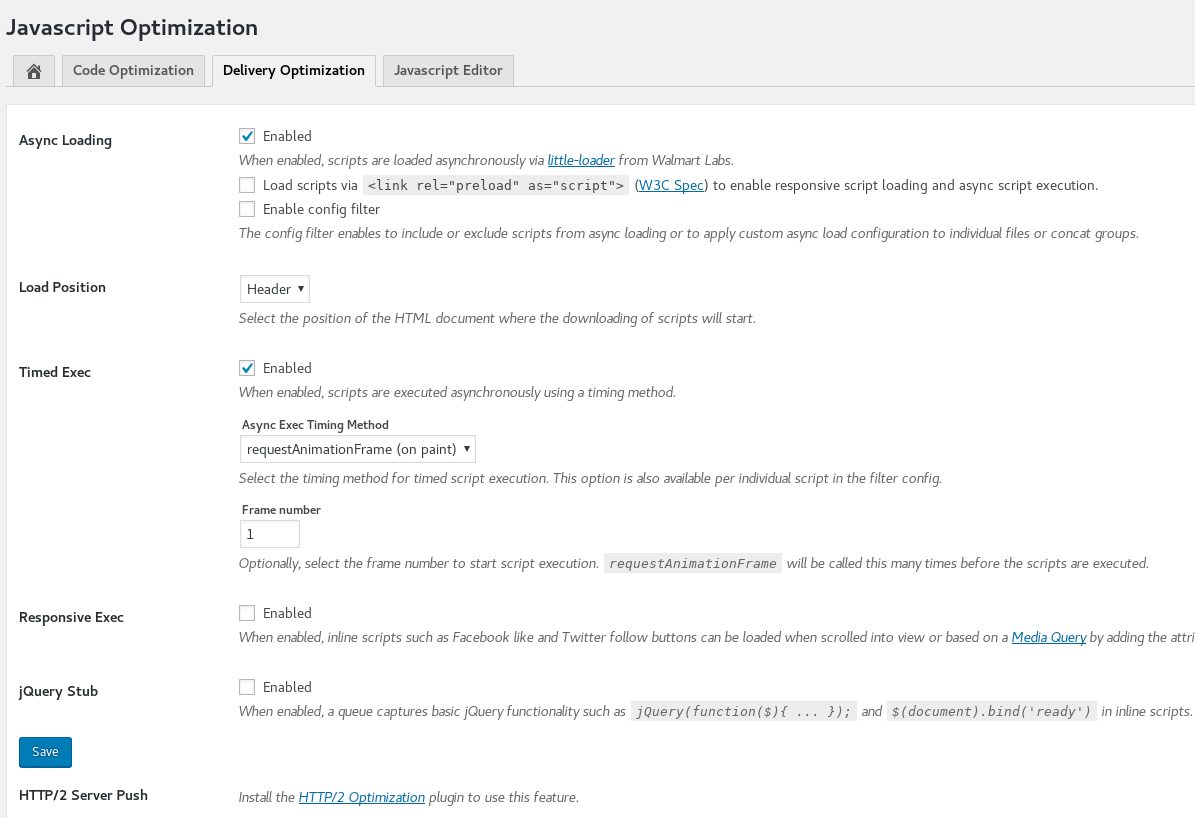 Javascript Optimization
Code Optimization
Delivery Optimization
Javascript Editor
Async Loading
Enabled
When enabled, scripts are loaded asynchronously via little-loader from Walmart Labs.
Load scripts via <link rel="preload" as="script"> (W3C Spec) to enable responsive script loading and async script execution.
Enable config filter
The config filter enables to include or exclude scripts from async loading or to apply custom async load configuration to individual files or concat groups.
Load Position
Header
Select the position of the HTML document where the downloading of scripts will start.
Timed Exec
Enabled
When enabled, scripts are executed asynchronously using a timing method.
Async Exec Timing Method
requestAnimationFrame (on paint)
Select the timing method for timed script execution. This option is also available per individual script in the filter config.
Frame number
1
Optionally, select the frame number to start script execution. requestAnimationFrame will be called this many times before the scripts are executed.
Responsive Exec
Enabled
When enabled, inline scripts such as Facebook like and Twitter follow buttons can be loaded when scrolled into view or based on a Media Query by adding the attri
jQuery Stub
Enabled
When enabled, a queue captures basic jQuery functionality such as jQuery(function($){ ... }); and $(document).bind('ready') in inline scripts.
Save
HTTP/2 Server Push
Install the HTTP/2 Optimization plugin to use this feature.